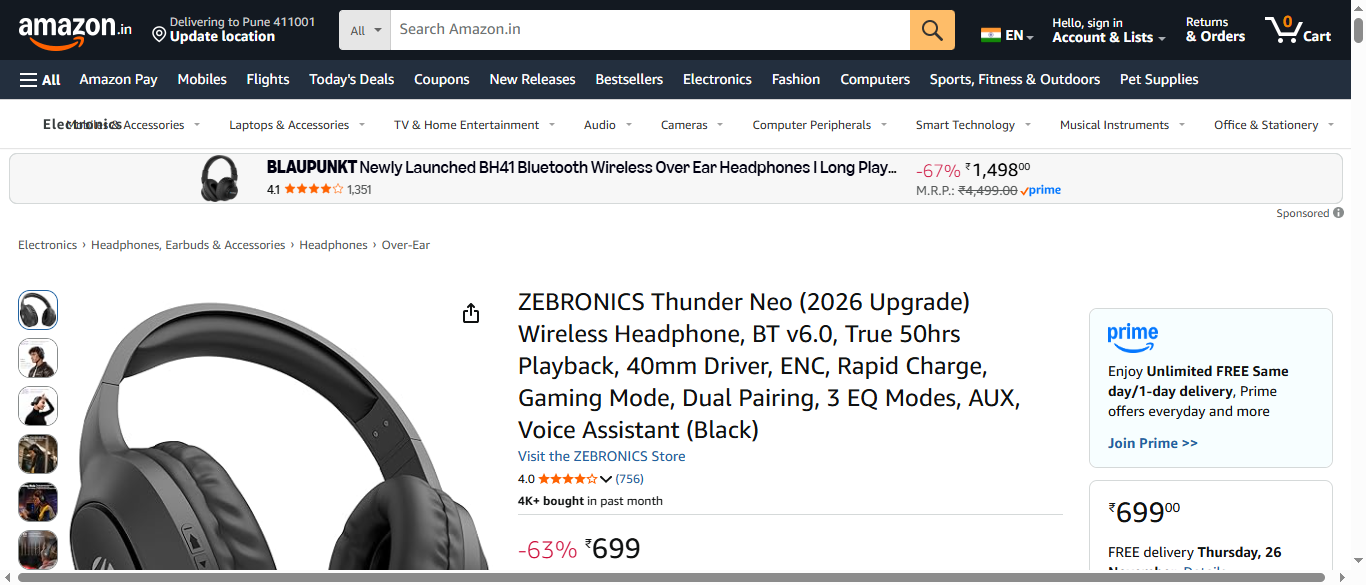 amazon.in
Delivering to Pune 411001
Update location
All
Search Amazon.in
EN
Hello, sign in
Account & Lists
Returns
& Orders
0
Cart
All Amazon Pay Mobiles Flights Today's Deals Coupons New Releases Bestsellers Electronics Fashion Computers Sports, Fitness & Outdoors Pet Supplies
Electronics Mobiles & Accessories Laptops & Accessories TV & Home Entertainment Audio Cameras Computer Peripherals Smart Technology Musical Instruments Office & Stationery
BLAUPUNKT Newly Launched BH41 Bluetooth Wireless Over Ear Headphones I Long Play...
4.1 1,351
-67% ₹1,49800
M.R.P.: ₹4,499.00 prime
Sponsored
Electronics › Headphones, Earbuds & Accessories › Headphones › Over-Ear
ZEBRONICS Thunder Neo (2026 Upgrade)
Wireless Headphone, BT v6.0, True 50hrs
Playback, 40mm Driver, ENC, Rapid Charge,
Gaming Mode, Dual Pairing, 3 EQ Modes, AUX,
Voice Assistant (Black)
Visit the ZEBRONICS Store
4.0 (756)
4K+ bought in past month
-63% ₹699
prime
Enjoy Unlimited FREE Same
day/1-day delivery, Prime
offers everyday and more
Join Prime >>
₹69900
FREE delivery Thursday, 26
November. Details